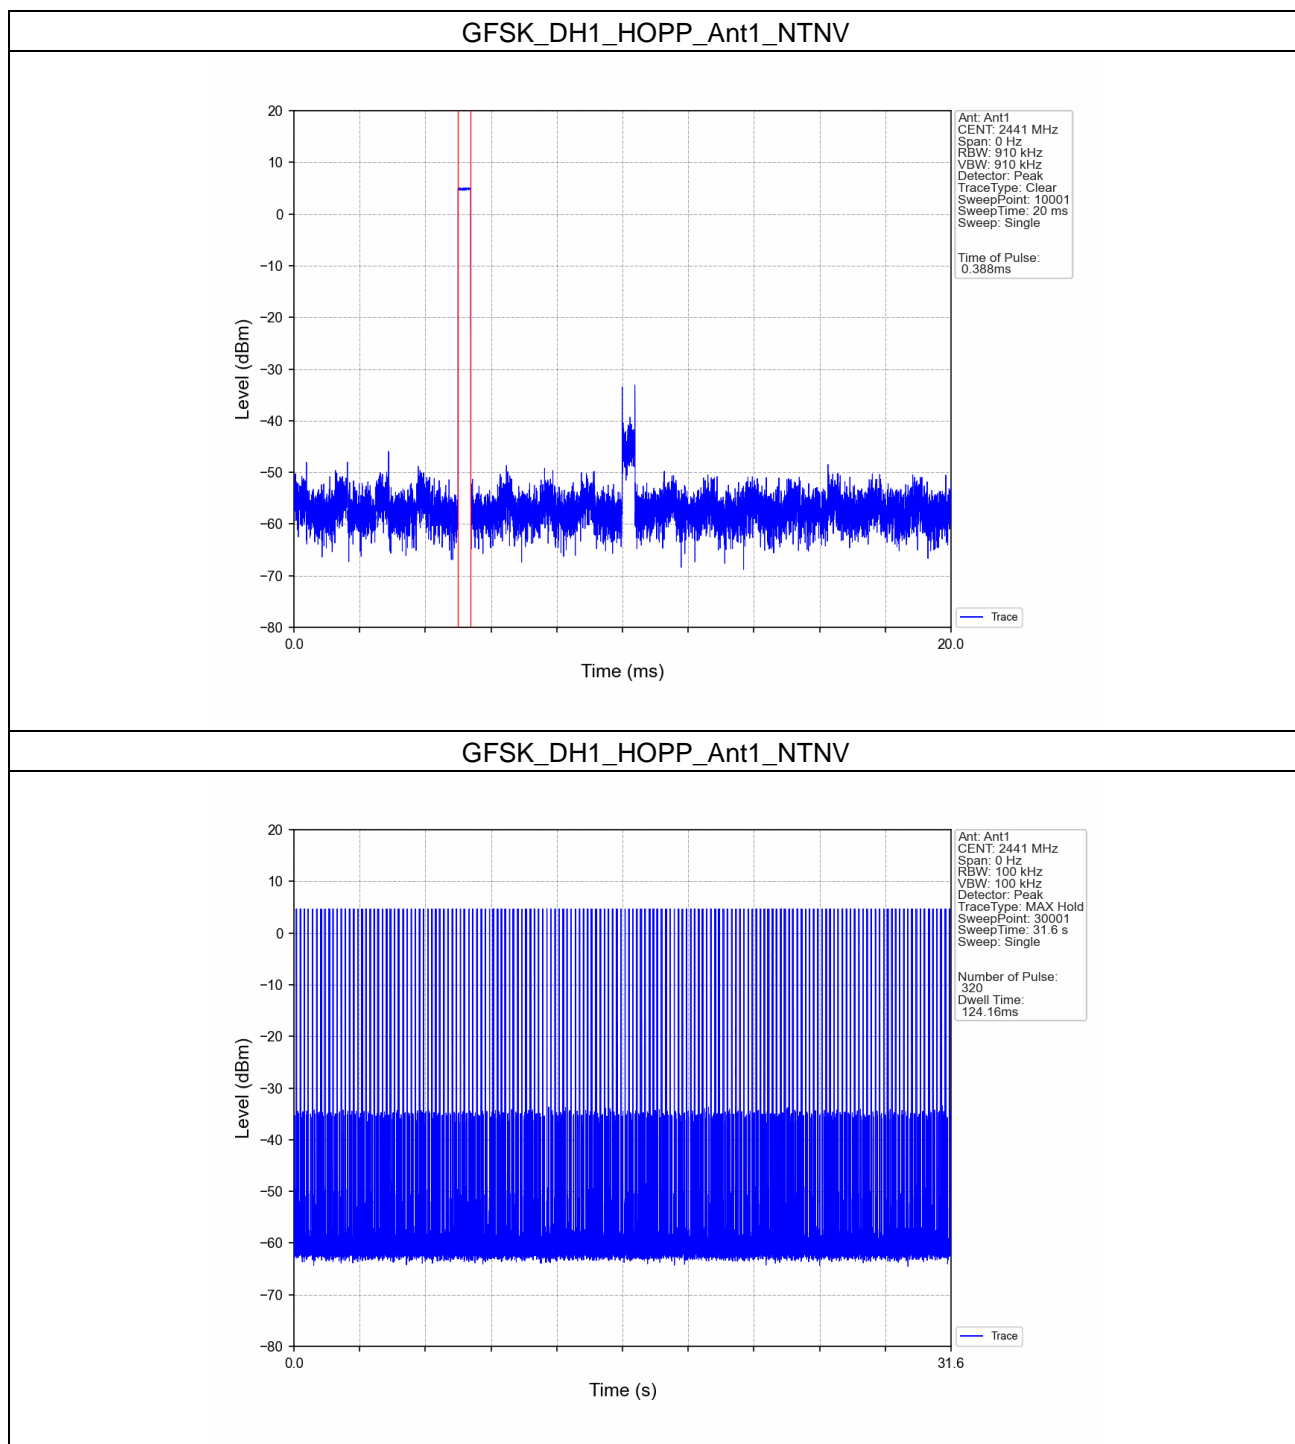 GFSK_DH1_HOPP_Ant1_NTNV
20
10
0
−10
−20
−30
−40
−50
−60
−70
−80
Level (dBm)
0.0
20.0
Time (ms)
Ant: Ant1
CENT: 2441 MHz
Span: 0 Hz
RBW: 910 kHz
VBW: 910 kHz
Detector: Peak
TraceType: Clear
SweepPoint: 10001
SweepTime: 20 ms
Sweep: Single
Time of Pulse:
0.388ms
Trace
GFSK_DH1_HOPP_Ant1_NTNV
20
10
0
−10
−20
−30
−40
−50
−60
−70
−80
Level (dBm)
0.0
31.6
Time (s)
Ant: Ant1
CENT: 2441 MHz
Span: 0 Hz
RBW: 100 kHz
VBW: 100 kHz
Detector: Peak
TraceType: MAX Hold
SweepPoint: 30001
SweepTime: 31.6 s
Sweep: Single
Number of Pulse:
320
Dwell Time:
124.16ms
Trace